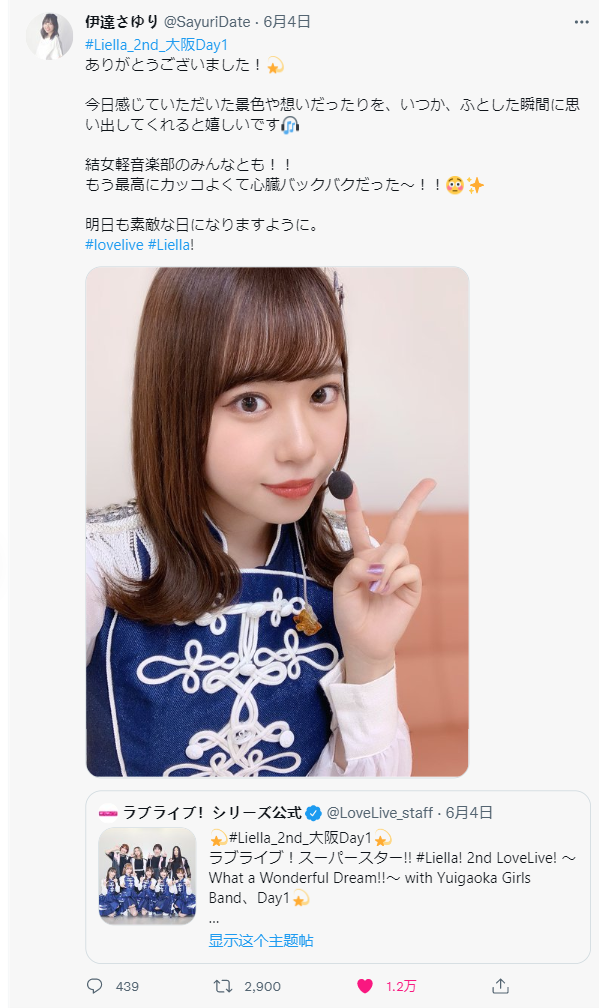 伊達さゆり @SayuriDate · 6月4日
#Liella_2nd_大阪Day1
ありがとうございました！💫
今日感じていただいた景色や想いだったりを、いつか、ふとした瞬間に思
い出してくれると嬉しいです🎧
結女軽音楽部のみんなとも！！
もう最高にカッコよくて心臓バックバクだった〜！！😳✨
明日も素敵な日になりますように。
#lovelive #Liella!
ラブライブ！シリーズ公式 @LoveLive_staff · 6月4日
💫#Liella_2nd_大阪Day1💫
ラブライブ！スーパースター!! #Liella! 2nd LoveLive! ～
What a Wonderful Dream!!～ with Yuigaoka Girls
Band、Day1💫
...
显示这个主题帖
439 2,900 1.2万